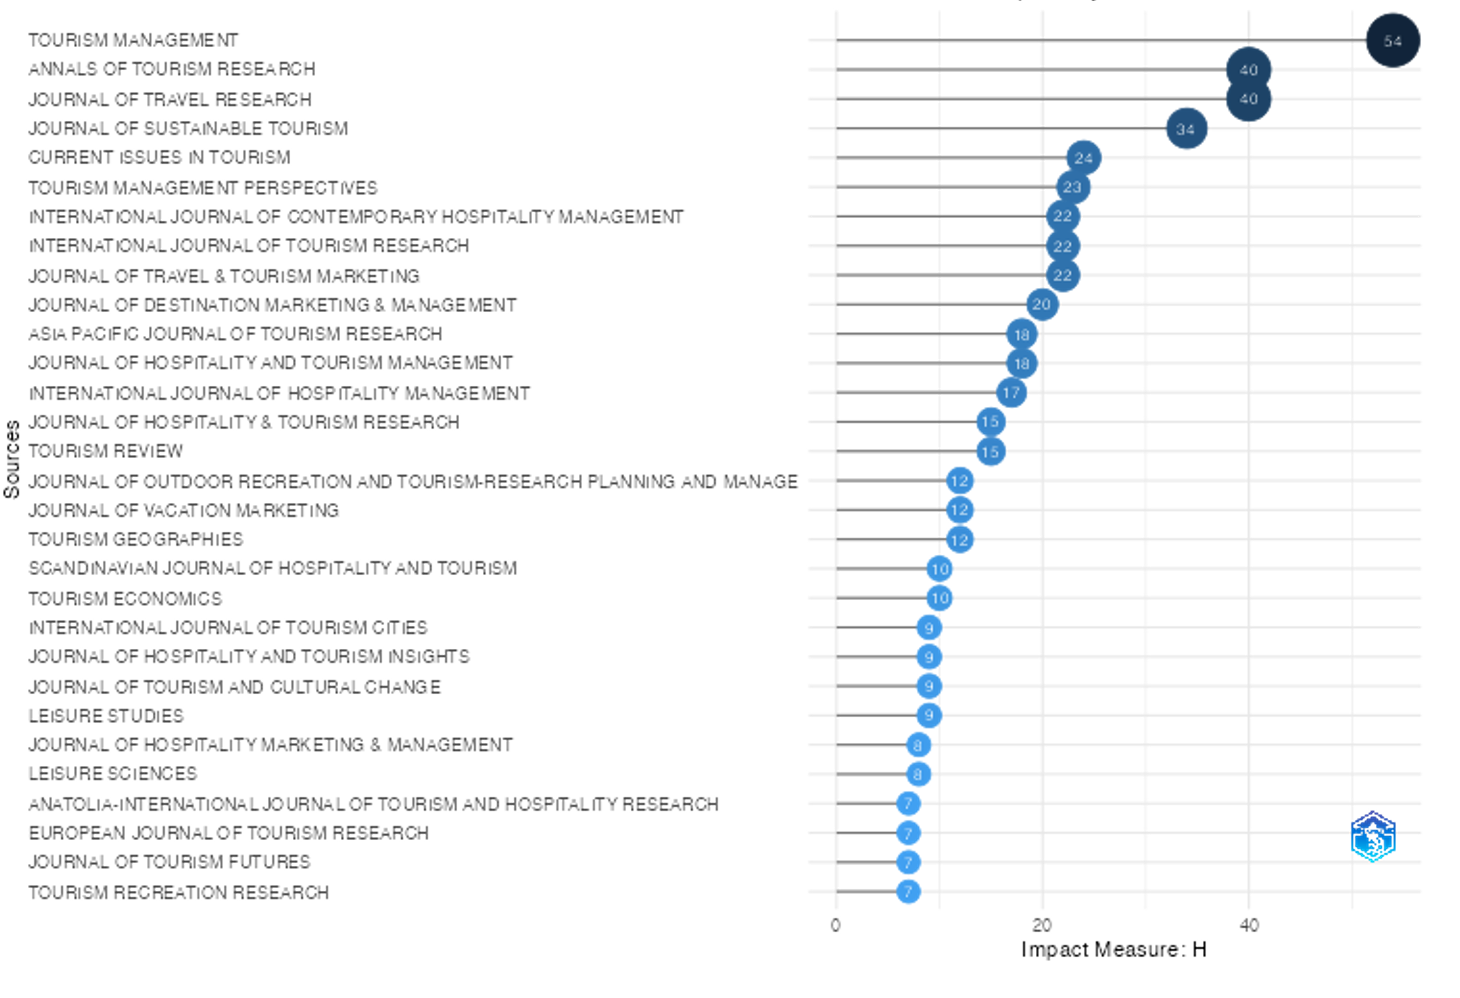 TOURISM MANAGEMENT 54
ANNALS OF TOURISM RESEARCH 40
JOURNAL OF TRAVEL RESEARCH 40
JOURNAL OF SUSTAINABLE TOURISM 34
CURRENT ISSUES IN TOURISM 24
TOURISM MANAGEMENT PERSPECTIVES 23
INTERNATIONAL JOURNAL OF CONTEMPORARY HOSPITALITY MANAGEMENT 22
INTERNATIONAL JOURNAL OF TOURISM RESEARCH 22
JOURNAL OF TRAVEL & TOURISM MARKETING 22
JOURNAL OF DESTINATION MARKETING & MANAGEMENT 20
ASIA PACIFIC JOURNAL OF TOURISM RESEARCH 18
JOURNAL OF HOSPITALITY AND TOURISM MANAGEMENT 18
INTERNATIONAL JOURNAL OF HOSPITALITY MANAGEMENT 17
JOURNAL OF HOSPITALITY & TOURISM RESEARCH 15
TOURISM REVIEW 15
JOURNAL OF OUTDOOR RECREATION AND TOURISM-RESEARCH PLANNING AND MANAGE 12
JOURNAL OF VACATION MARKETING 12
TOURISM GEOGRAPHIES 12
SCANDINAVIAN JOURNAL OF HOSPITALITY AND TOURISM 10
TOURISM ECONOMICS 10
INTERNATIONAL JOURNAL OF TOURISM CITIES 9
JOURNAL OF HOSPITALITY AND TOURISM INSIGHTS 9
JOURNAL OF TOURISM AND CULTURAL CHANGE 9
LEISURE STUDIES 9
JOURNAL OF HOSPITALITY MARKETING & MANAGEMENT 8
LEISURE SCIENCES 8
ANATOLIA-INTERNATIONAL JOURNAL OF TOURISM AND HOSPITALITY RESEARCH 7
EUROPEAN JOURNAL OF TOURISM RESEARCH 7
JOURNAL OF TOURISM FUTURES 7
TOURISM RECREATION RESEARCH 7
Sources
0 20 40
Impact Measure: H